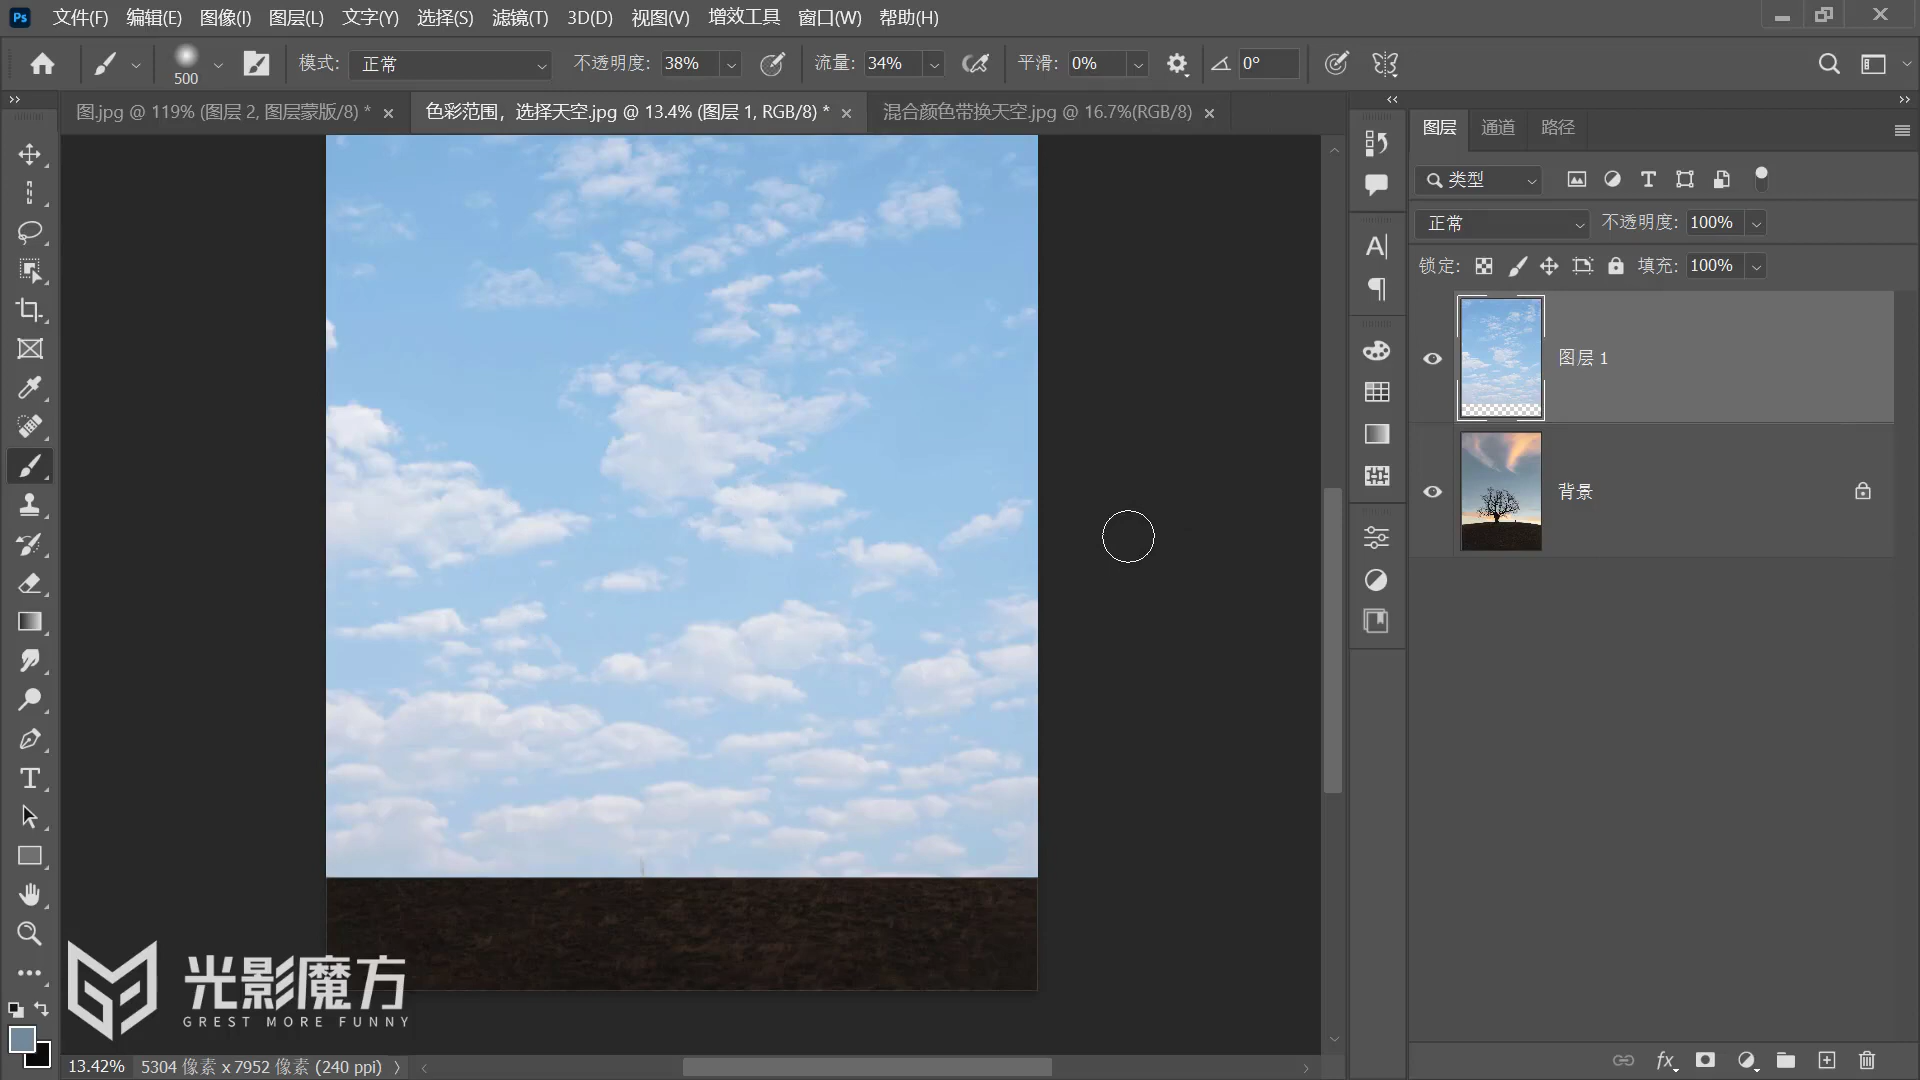 Ps 文件(F) 编辑(E) 图像(I) 图层(L) 文字(Y) 选择(S) 滤镜(T) 3D(D) 视图(V) 增效工具 窗口(W) 帮助(H)
500 模式: 正常 不透明度: 38% 流量: 34% 平滑: 0% 0°
图.jpg @ 119% (图层 2, 图层蒙版/8) * 色彩范围，选择天空.jpg @ 13.4% (图层 1, RGB/8) * 混合颜色带换天空.jpg @ 16.7%(RGB/8)
图层 通道 路径
类型
正常 不透明度: 100%
锁定: 填充: 100%
图层 1
背景
光影魔方
GREST MORE FUNNY
13.42% 5304 像素 x 7952 像素 (240 ppi)